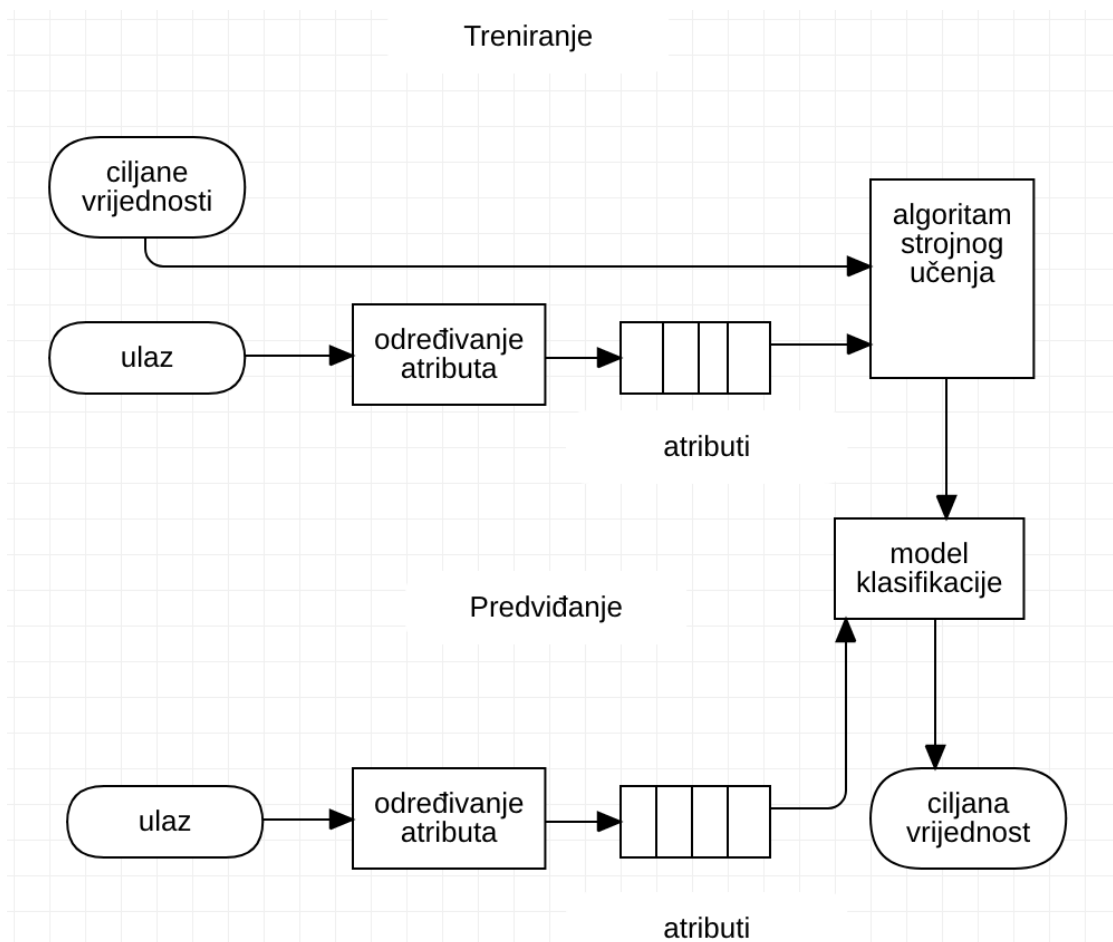 Treniranje
ciljane
vrijednosti
algoritam
strojnog
učenja
ulaz
određivanje
atributa
atributi
model
klasifikacije
Predviđanje
ulaz
određivanje
atributa
ciljana
vrijednost
atributi